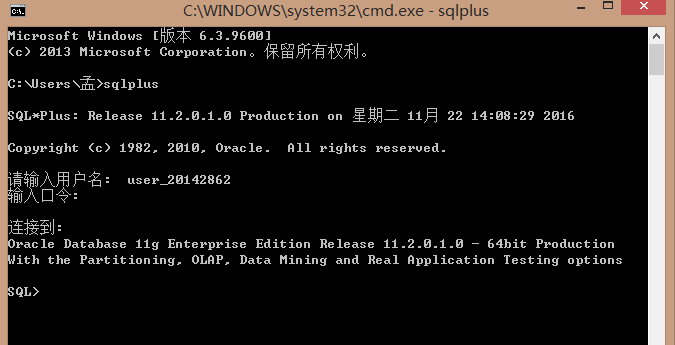 C:\WINDOWS\system32\cmd.exe - sqlplus
Microsoft Windows [版本 6.3.9600]
(c) 2013 Microsoft Corporation。保留所有权利。
C:\Users\孟>sqlplus
SQL*Plus: Release 11.2.0.1.0 Production on 星期二 11月 22 14:08:29 2016
Copyright (c) 1982, 2010, Oracle.  All rights reserved.
请输入用户名:  user_20142862
输入口令:
连接到:
Oracle Database 11g Enterprise Edition Release 11.2.0.1.0 - 64bit Production
With the Partitioning, OLAP, Data Mining and Real Application Testing options
SQL>